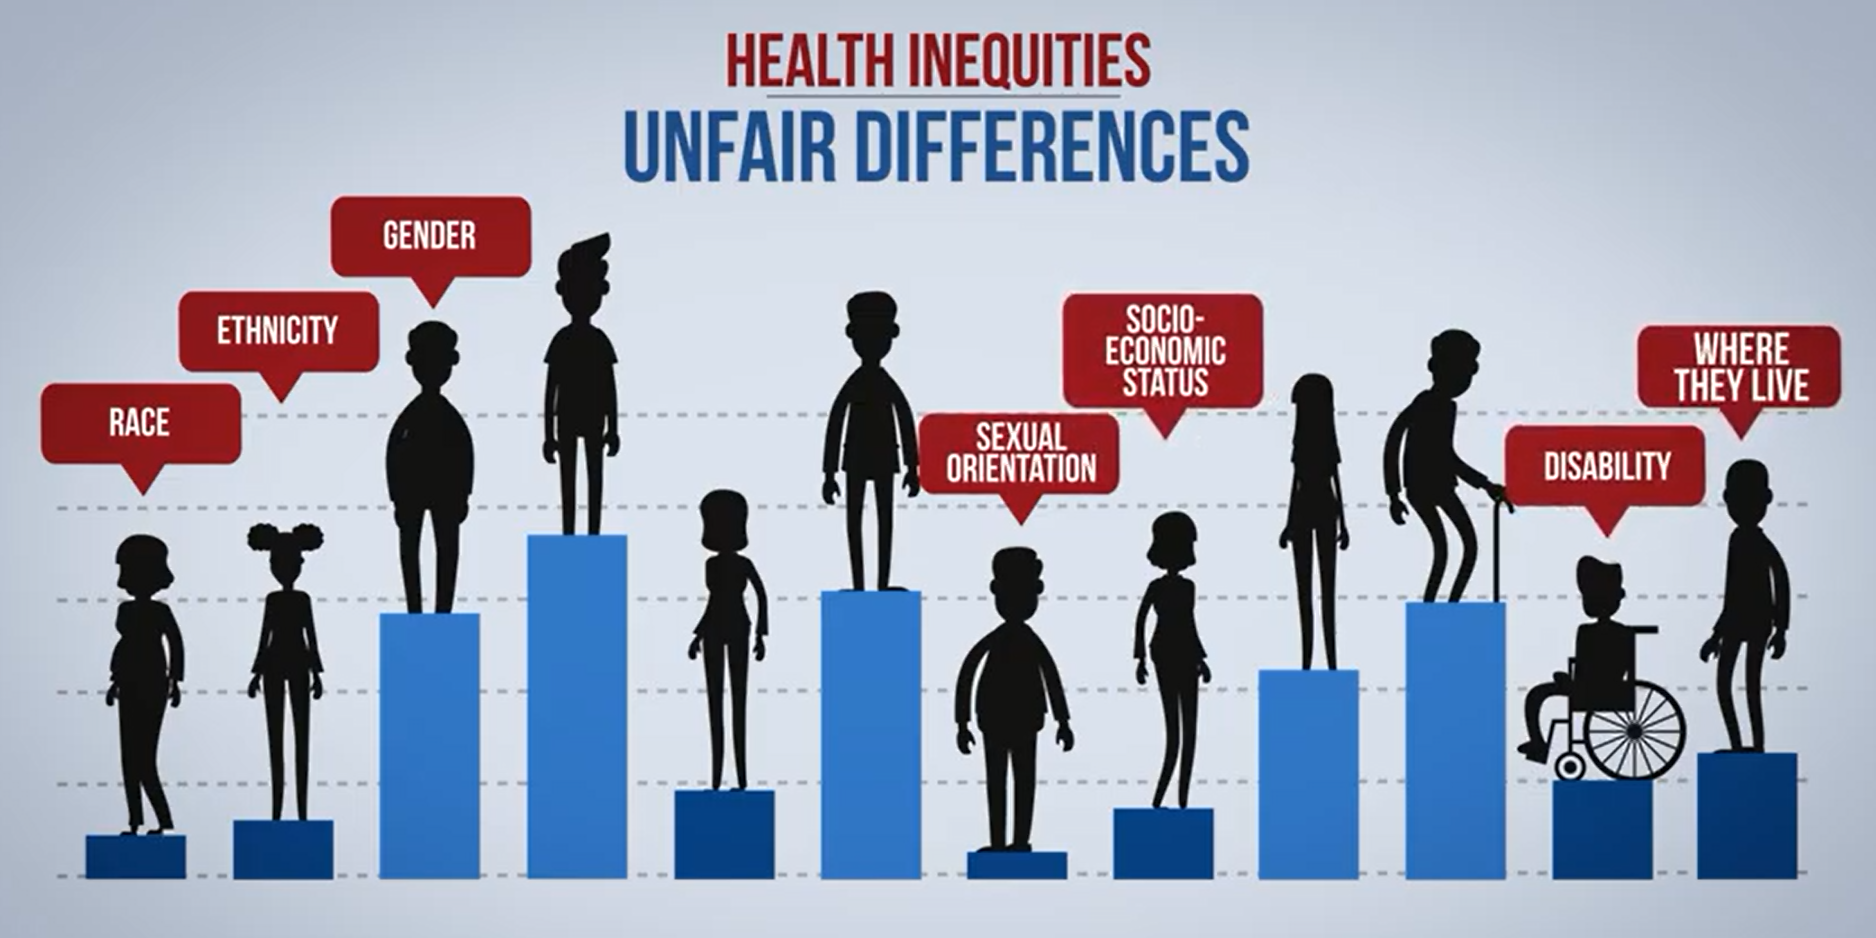 HEALTH INEQUITIES
UNFAIR DIFFERENCES
GENDER
ETHNICITY
RACE
SOCIO-
ECONOMIC
STATUS
SEXUAL
ORIENTATION
WHERE
THEY LIVE
DISABILITY